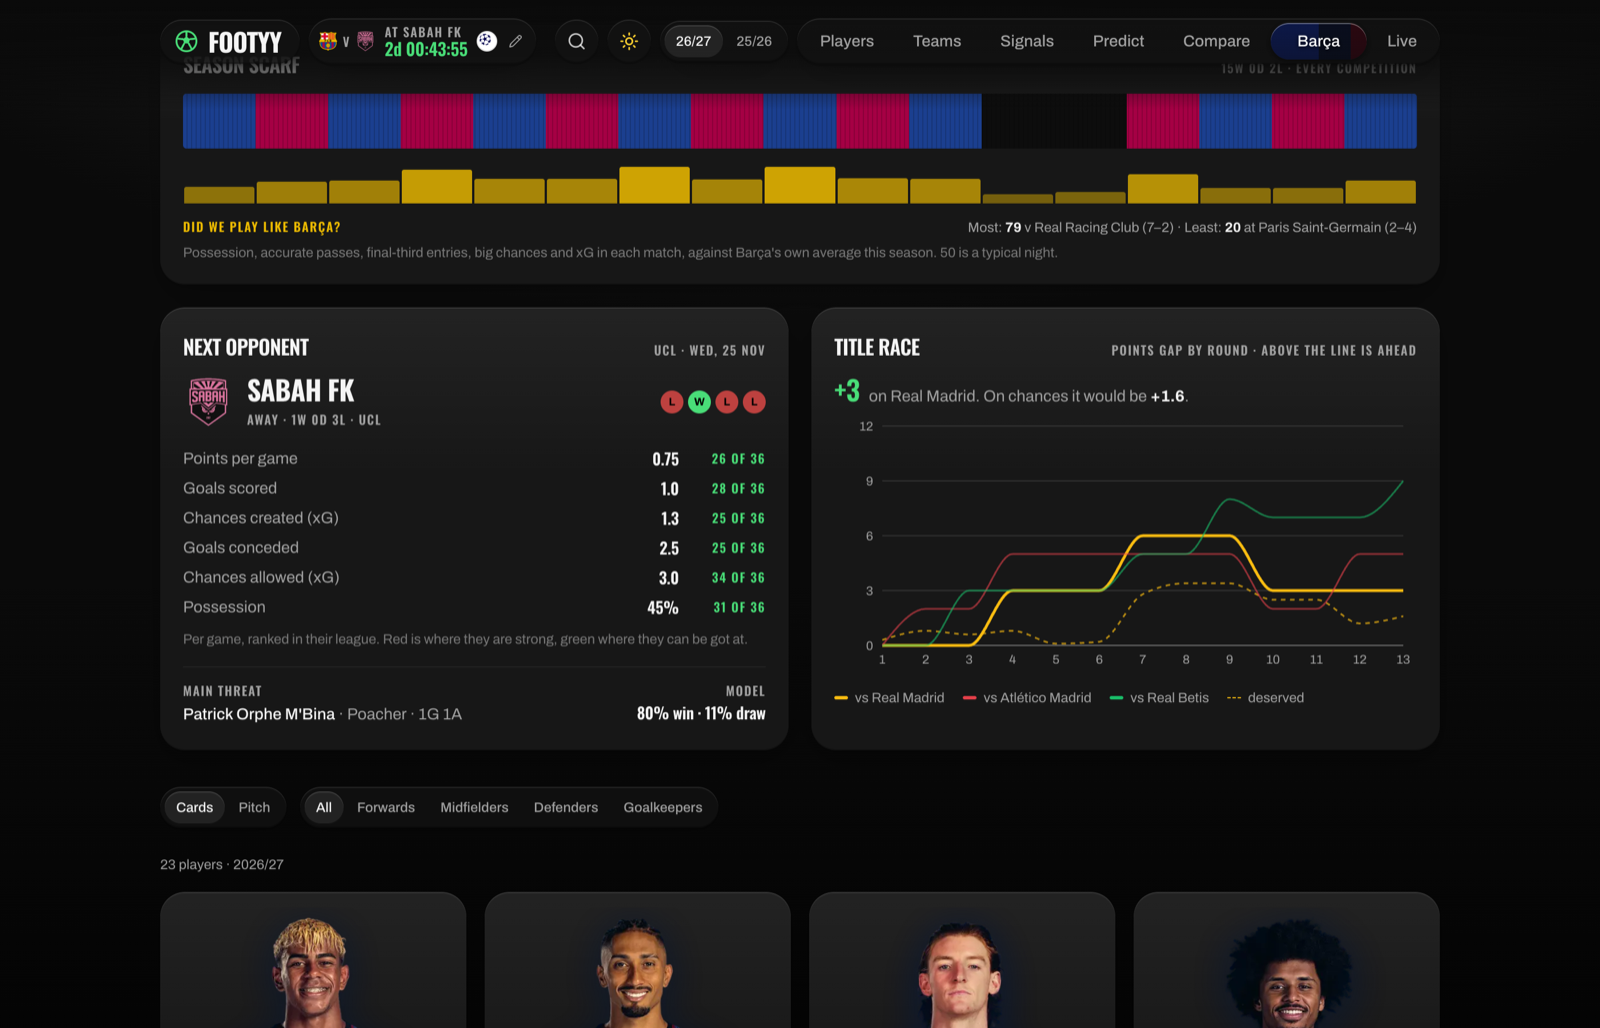 FOOTYY
V
AT SABAH FK
2d 00:43:55
26/27
25/26
Players
Teams
Signals
Predict
Compare
Barça
Live
SEASON SCARF
15W 0D 2L · EVERY COMPETITION
DID WE PLAY LIKE BARÇA?
Most: 79 v Real Racing Club (7–2) · Least: 20 at Paris Saint-Germain (2–4)
Possession, accurate passes, final-third entries, big chances and xG in each match, against Barça's own average this season. 50 is a typical night.
NEXT OPPONENT
UCL · WED, 25 NOV
SABAH
SABAH FK
AWAY · 1W 0D 3L · UCL
L W L L
Points per game 0.75 26 OF 36
Goals scored 1.0 28 OF 36
Chances created (xG) 1.3 25 OF 36
Goals conceded 2.5 25 OF 36
Chances allowed (xG) 3.0 34 OF 36
Possession 45% 31 OF 36
Per game, ranked in their league. Red is where they are strong, green where they can be got at.
MAIN THREAT
MODEL
Patrick Orphe M'Bina · Poacher · 1G 1A
80% win · 11% draw
TITLE RACE
POINTS GAP BY ROUND · ABOVE THE LINE IS AHEAD
+3 on Real Madrid. On chances it would be +1.6.
12
9
6
3
0
1 2 3 4 5 6 7 8 9 10 11 12 13
vs Real Madrid
vs Atlético Madrid
vs Real Betis
deserved
Cards
Pitch
All
Forwards
Midfielders
Defenders
Goalkeepers
23 players · 2026/27